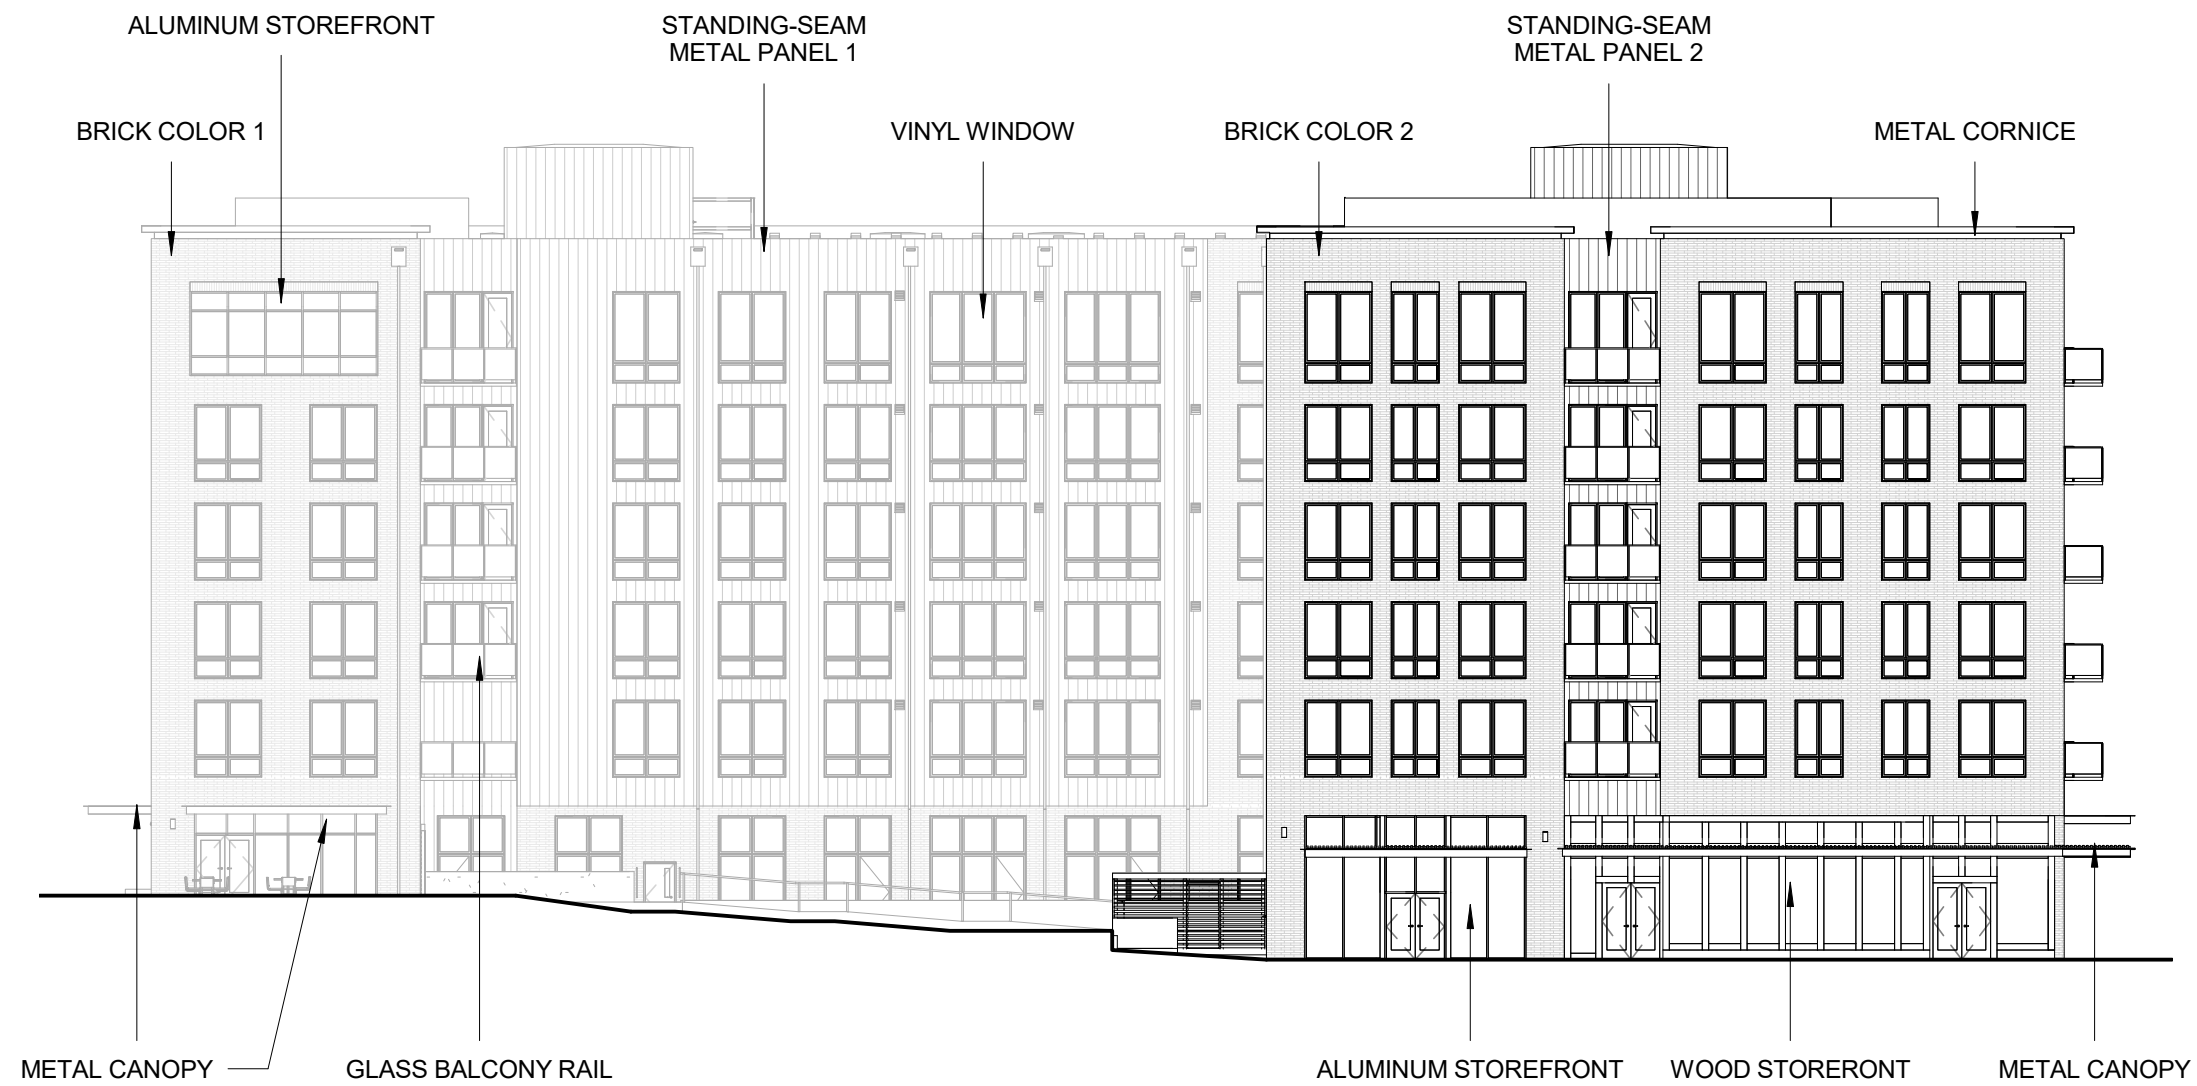 ALUMINUM STOREFRONT
STANDING-SEAM
METAL PANEL 1
STANDING-SEAM
METAL PANEL 2
BRICK COLOR 1
VINYL WINDOW
BRICK COLOR 2
METAL CORNICE
METAL CANOPY
GLASS BALCONY RAIL
ALUMINUM STOREFRONT
WOOD STORERONT
METAL CANOPY